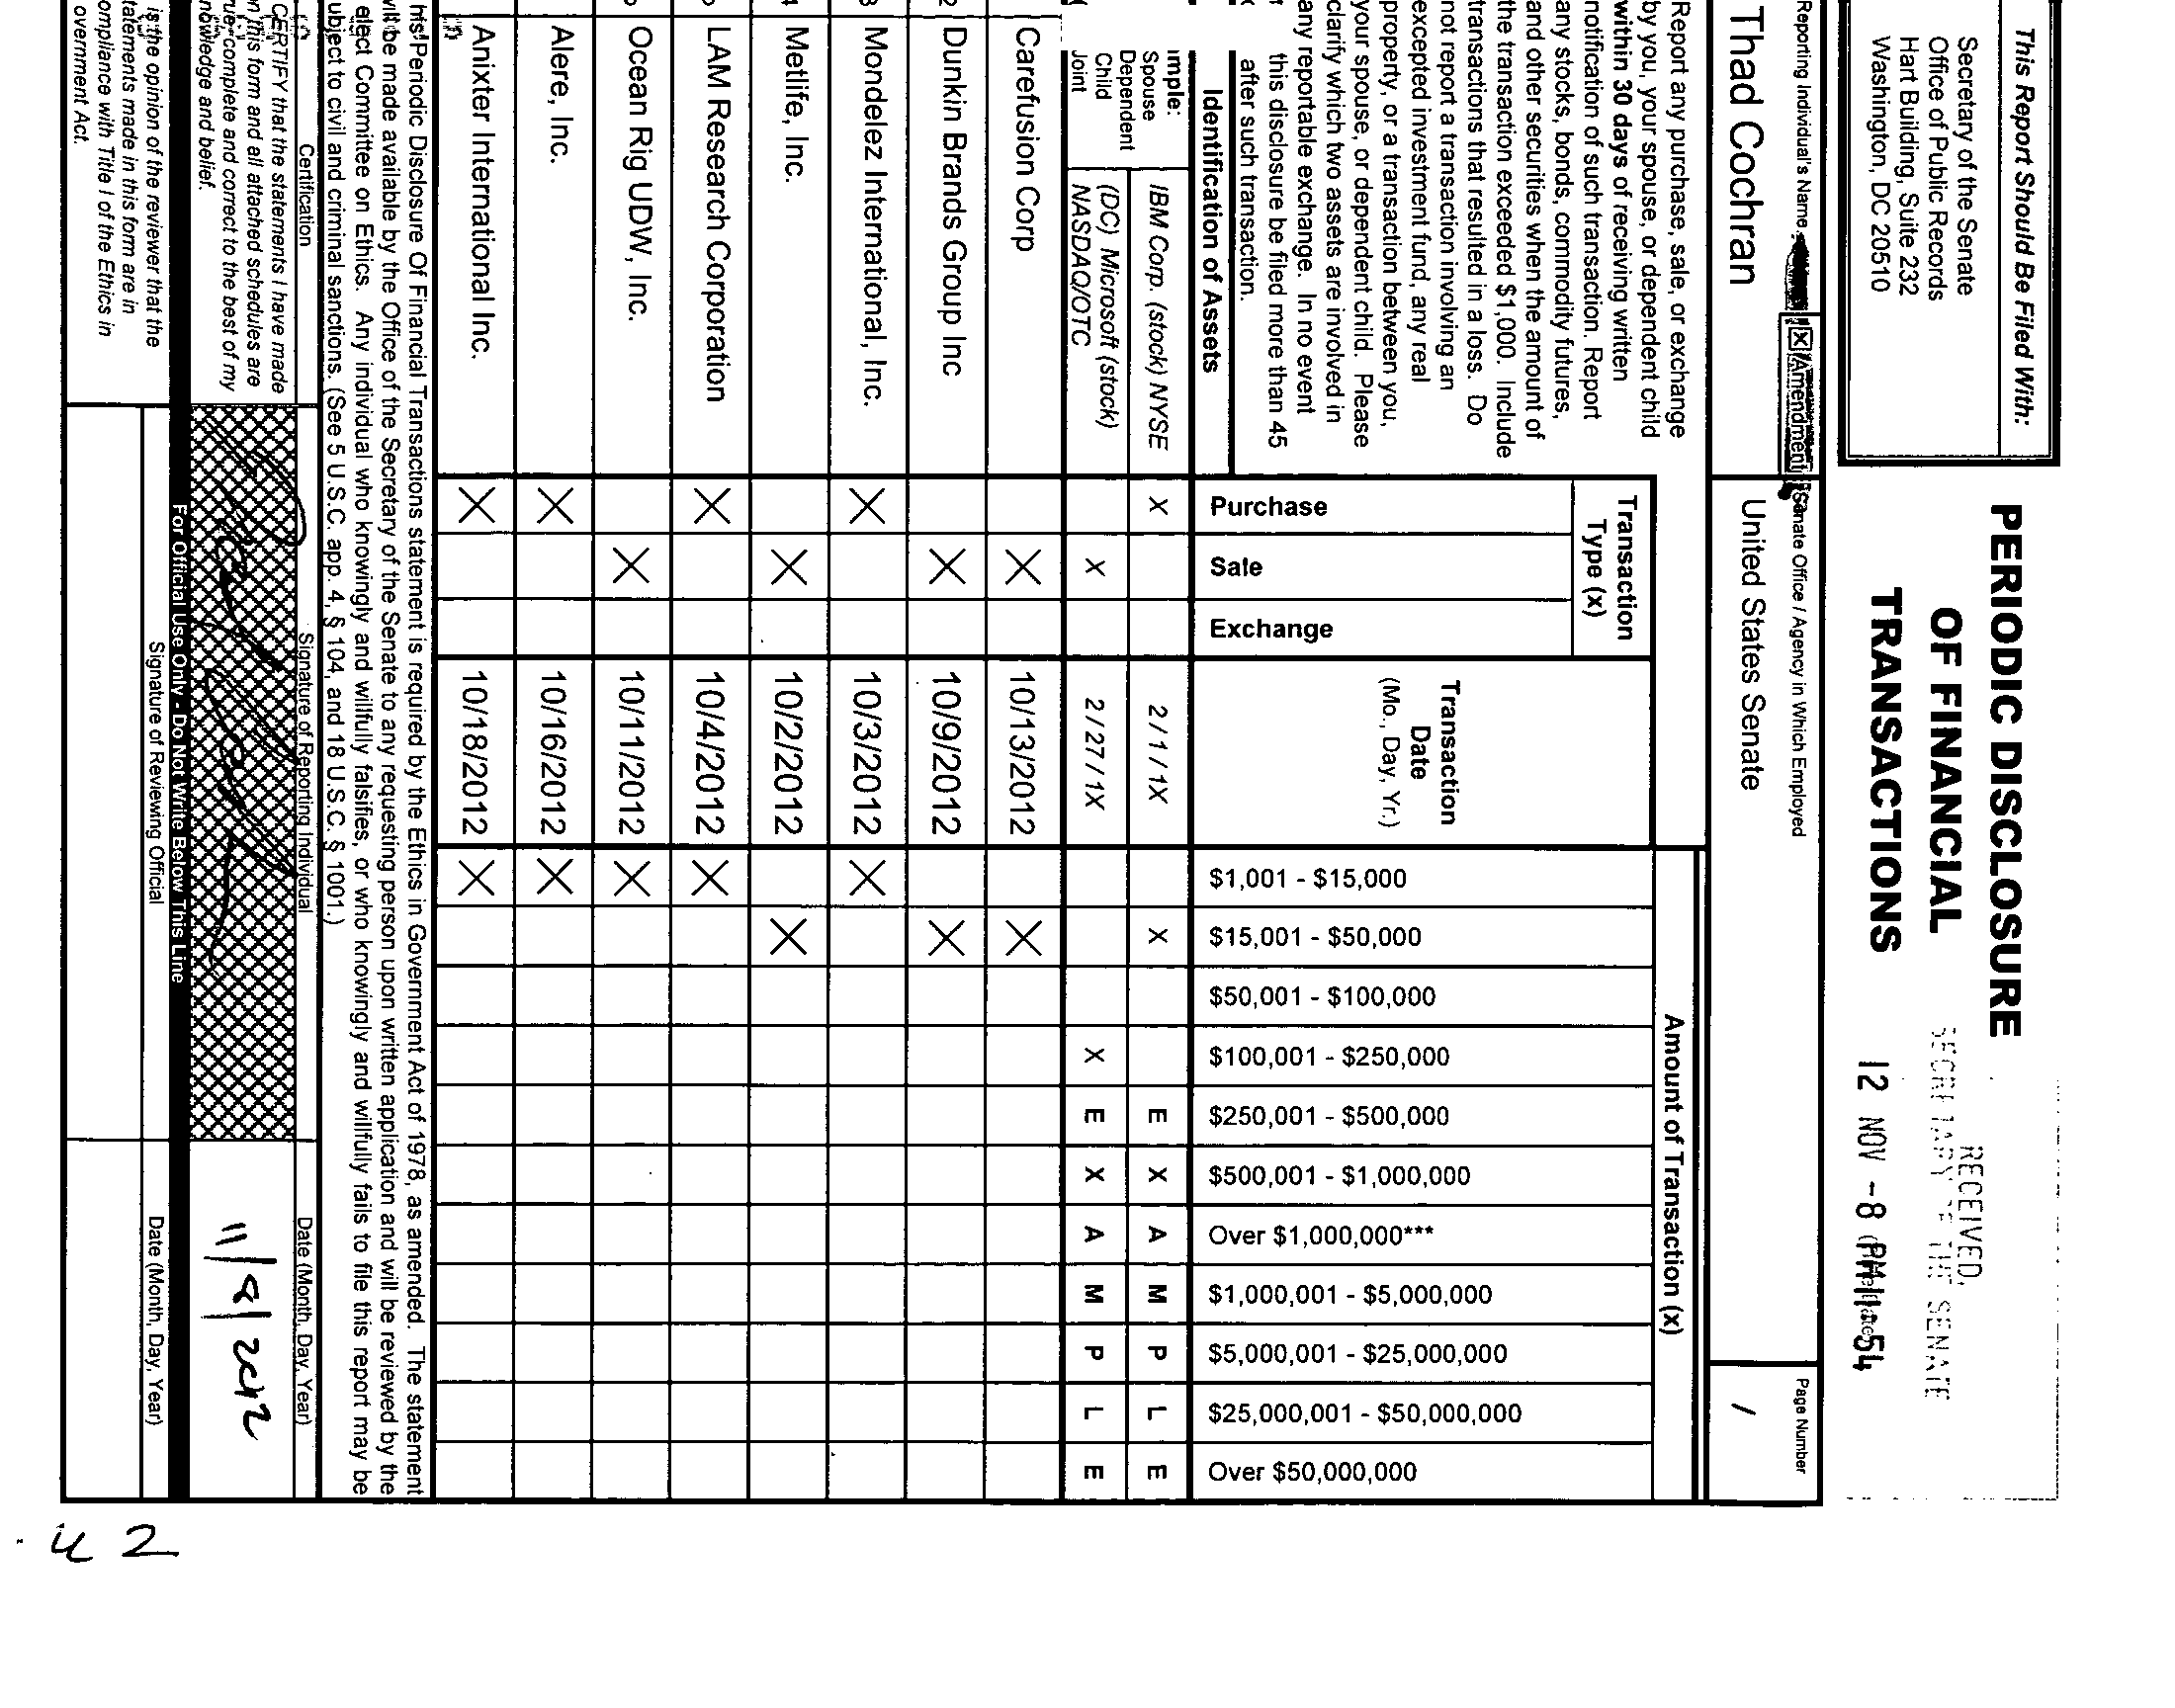 This Report Should Be Filed With:
Secretary of the Senate
Office of Public Records
Hart Building, Suite 232
Washington, DC 20510
PERIODIC DISCLOSURE
OF FINANCIAL
TRANSACTIONS
RECEIVED,
SECRETARY OF THE SENATE
12 NOV -8 PM 1:54
Reporting Individual's Name
X Amendment
Senate Office / Agency in Which Employed
Page Number
Thad Cochran
United States Senate
1
Report any purchase, sale, or exchange
by you, your spouse, or dependent child
within 30 days of receiving written
notification of such transaction. Report
any stocks, bonds, commodity futures,
and other securities when the amount of
the transaction exceeded $1,000. Include
transactions that resulted in a loss. Do
not report a transaction involving an
excepted investment fund, any real
property, or a transaction between you,
your spouse, or dependent child. Please
clarify which two assets are involved in
any reportable exchange. In no event
this disclosure be filed more than 45
after such transaction.
Identification of Assets
Transaction
Type (x)
Purchase
Sale
Exchange
Transaction
Date
(Mo., Day, Yr.)
Amount of Transaction (x)
$1,001 - $15,000
$15,001 - $50,000
$50,001 - $100,000
$100,001 - $250,000
$250,001 - $500,000
$500,001 - $1,000,000
Over $1,000,000***
$1,000,001 - $5,000,000
$5,000,001 - $25,000,000
$25,000,001 - $50,000,000
Over $50,000,000
imple:
Spouse
Dependent
Child
Joint
IBM Corp. (stock) NYSE X 2 / 1 / 1X X E X A M P L E
(DC) Microsoft (stock)
NASDAQ/OTC X 2 / 27 / 1X X E X A M P L E
Carefusion Corp X 10/13/2012 X
2 Dunkin Brands Group Inc X 10/9/2012 X
3 Mondelez International, Inc. X 10/3/2012 X
4 Metlife, Inc. X 10/2/2012 X
LAM Research Corporation X 10/4/2012 X
Ocean Rig UDW, Inc. X 10/11/2012 X
Alere, Inc. X 10/16/2012 X
Anixter International Inc. X 10/18/2012 X
his Periodic Disclosure Of Financial Transactions statement is required by the Ethics in Government Act of 1978, as amended. The statement
will be made available by the Office of the Secretary of the Senate to any requesting person upon written application and will be reviewed by the
elect Committee on Ethics. Any individual who knowingly and willfully falsifies, or who knowingly and willfully fails to file this report may be
ubject to civil and criminal sanctions. (See 5 U.S.C. app. 4, § 104, and 18 U.S.C. § 1001.)
Certification
Signature of Reporting Individual
Date (Month, Day, Year)
CERTIFY that the statements I have made
n this form and all attached schedules are
rue, complete and correct to the best of my
nowledge and belief.
11/8/2012
For Official Use Only - Do Not Write Below This Line
is the opinion of the reviewer that the
tatements made in this form are in
ompliance with Title I of the Ethics in
overnment Act.
Signature of Reviewing Official
Date (Month, Day, Year)